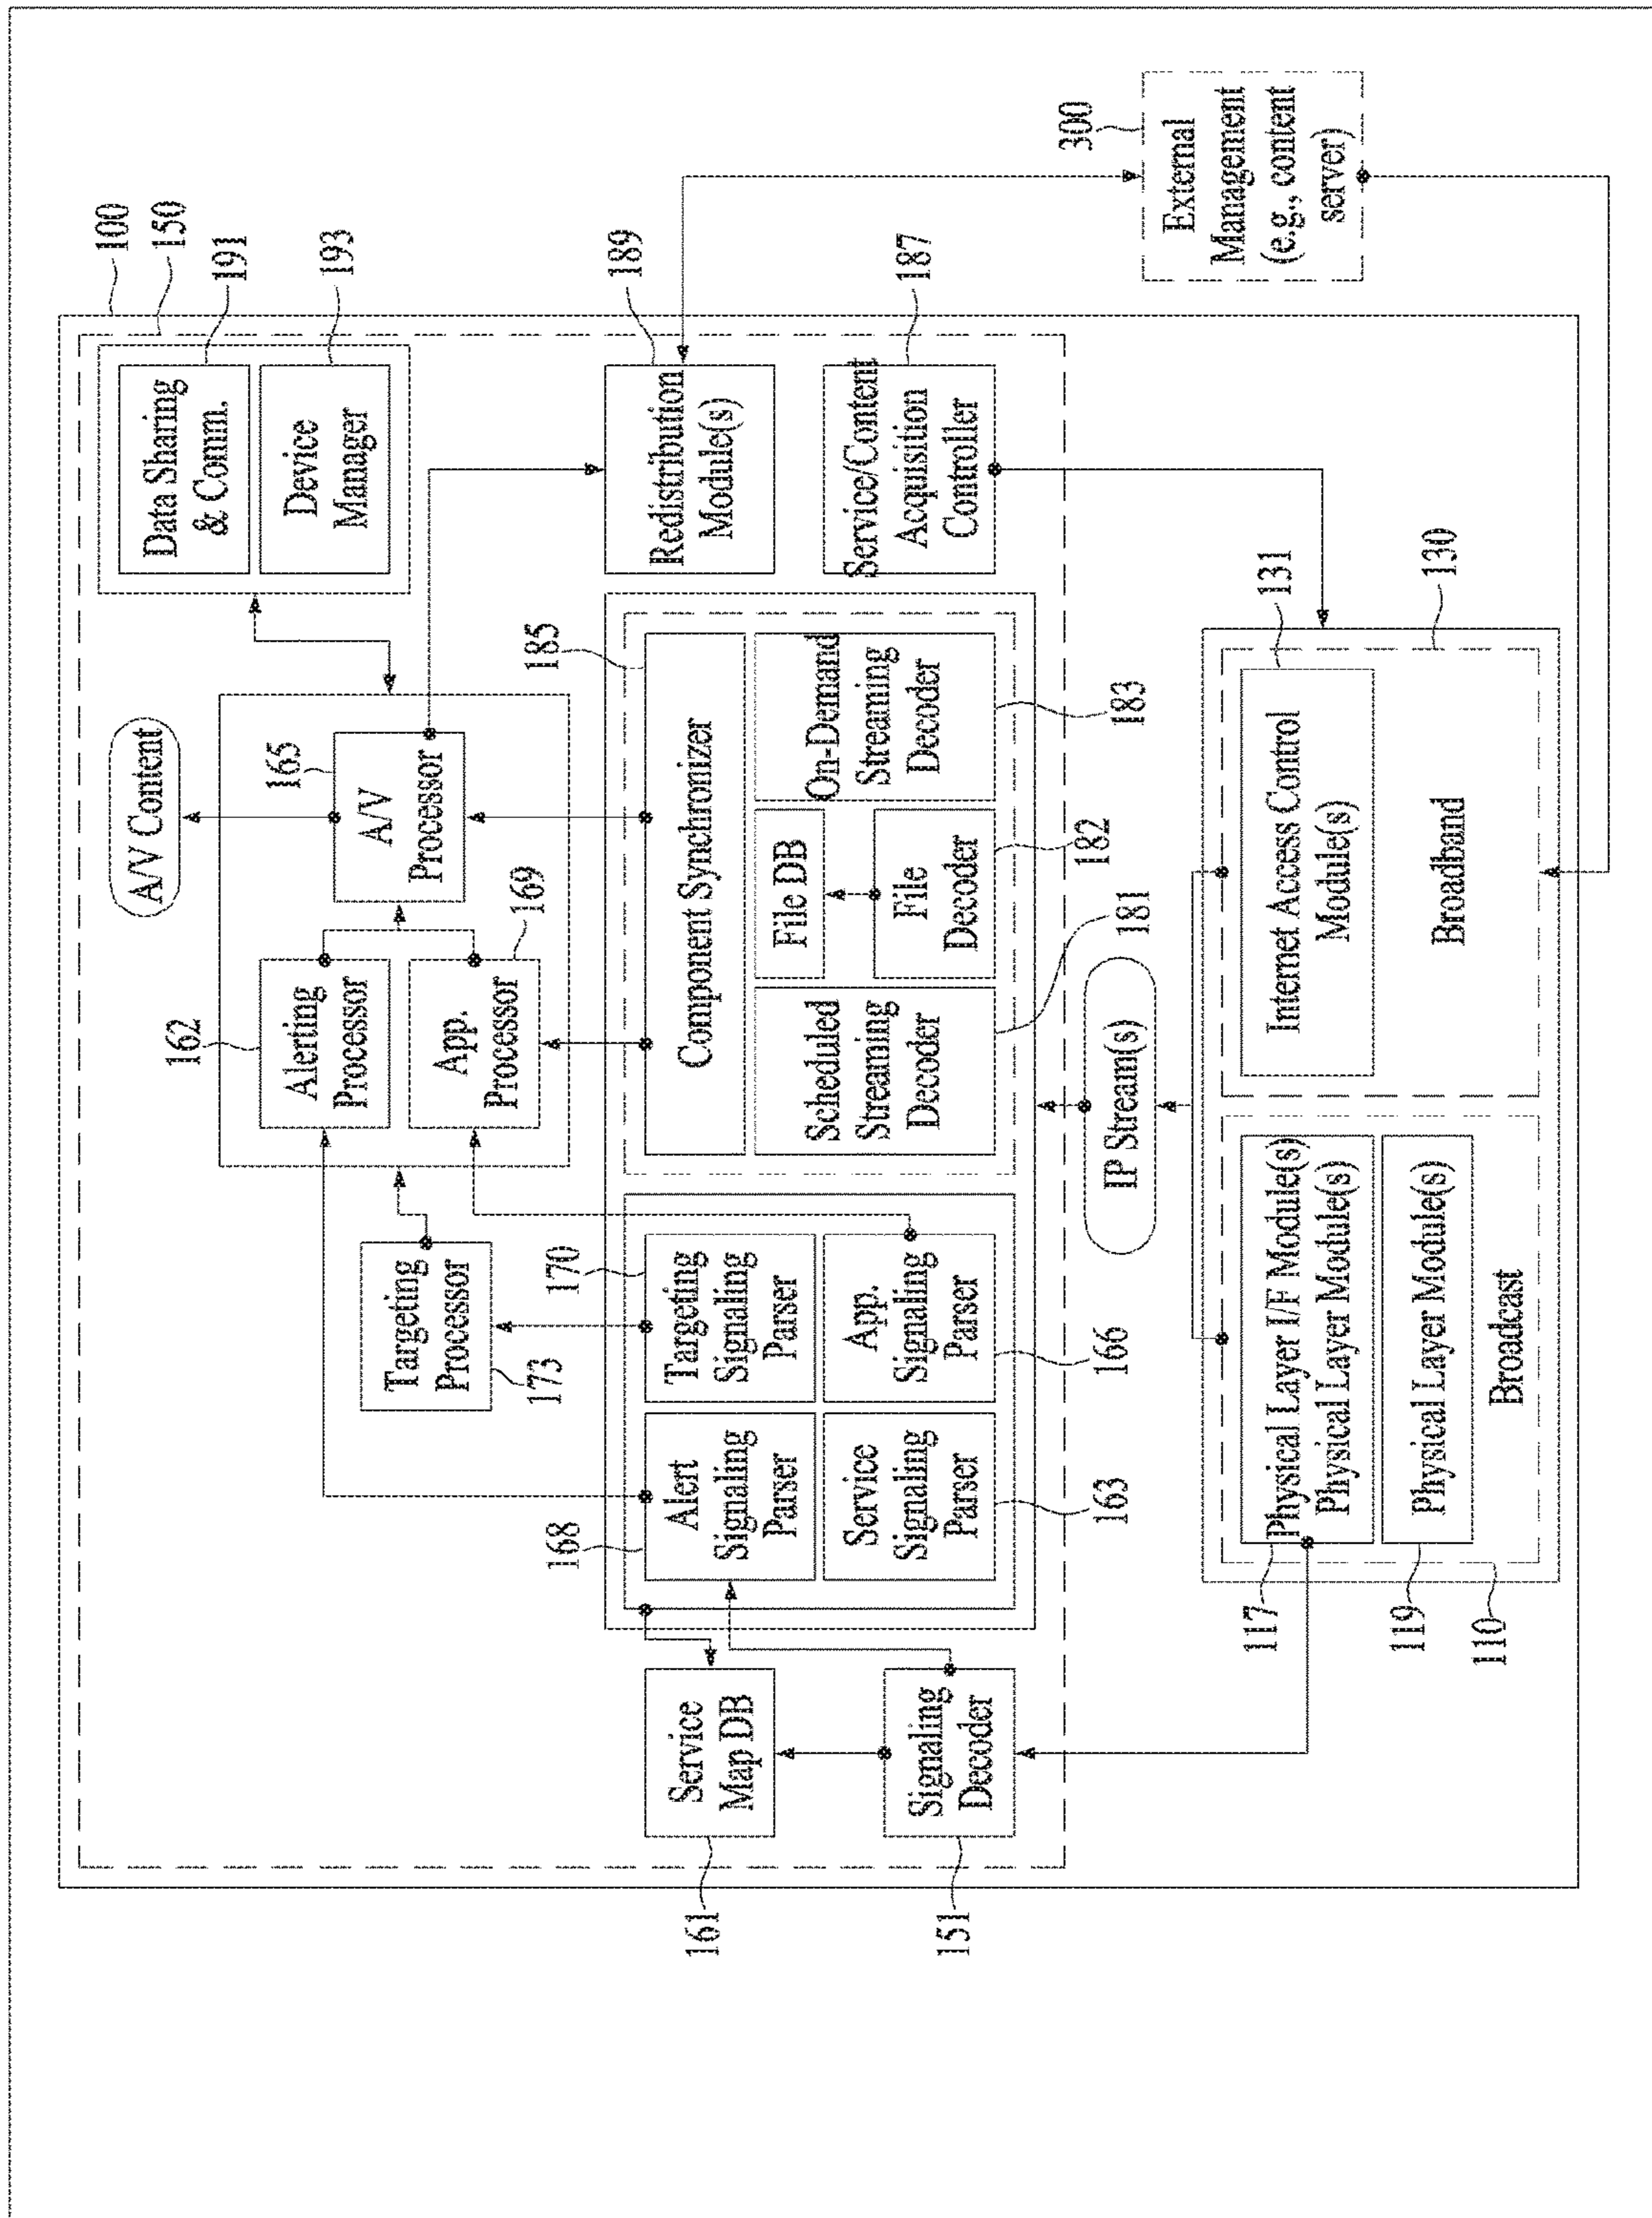 100
150
A/V Content
Data Sharing
& Comm.
191
Device
Manager
193
162
Alerting
Processor
165
A/V
Processor
App.
Processor
169
Targeting
Processor
173
Redistribution
Module(s)
189
Service/Content
Acquisition
Controller
187
161
Service
Map DB
Signaling
Decoder
151
168
Alert
Signaling
Parser
170
Targeting
Signaling
Parser
Service
Signaling
Parser
163
App.
Signaling
Parser
166
185
Component Synchronizer
Scheduled
Streaming
Decoder
181
File DB
File
Decoder
182
On-Demand
Streaming
Decoder
183
IP Stream(s)
117
Physical Layer I/F Module(s)
Physical Layer Module(s)
119
Physical Layer Module(s)
110
Broadcast
Internet Access Control
Module(s)
131
Broadband
130
300
External
Management
(e.g., content
server)